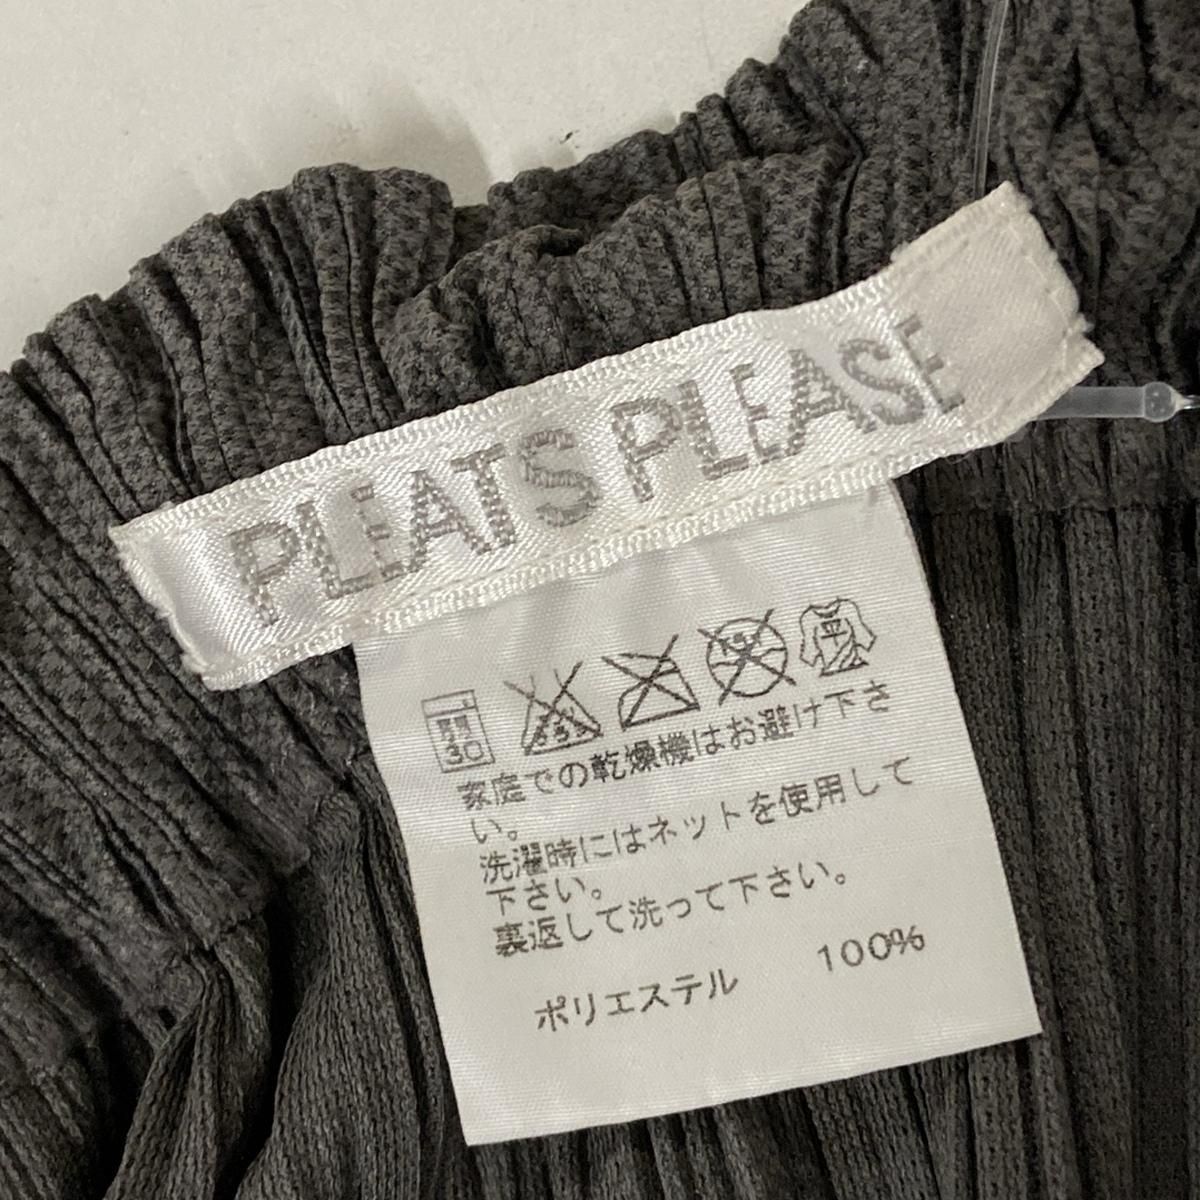 PLEATS PLEASE
30
平
家庭での乾燥機はお避け下さ
い。
洗濯時にはネットを使用して
下さい。
裏返して洗って下さい。
ポリエステル 100%